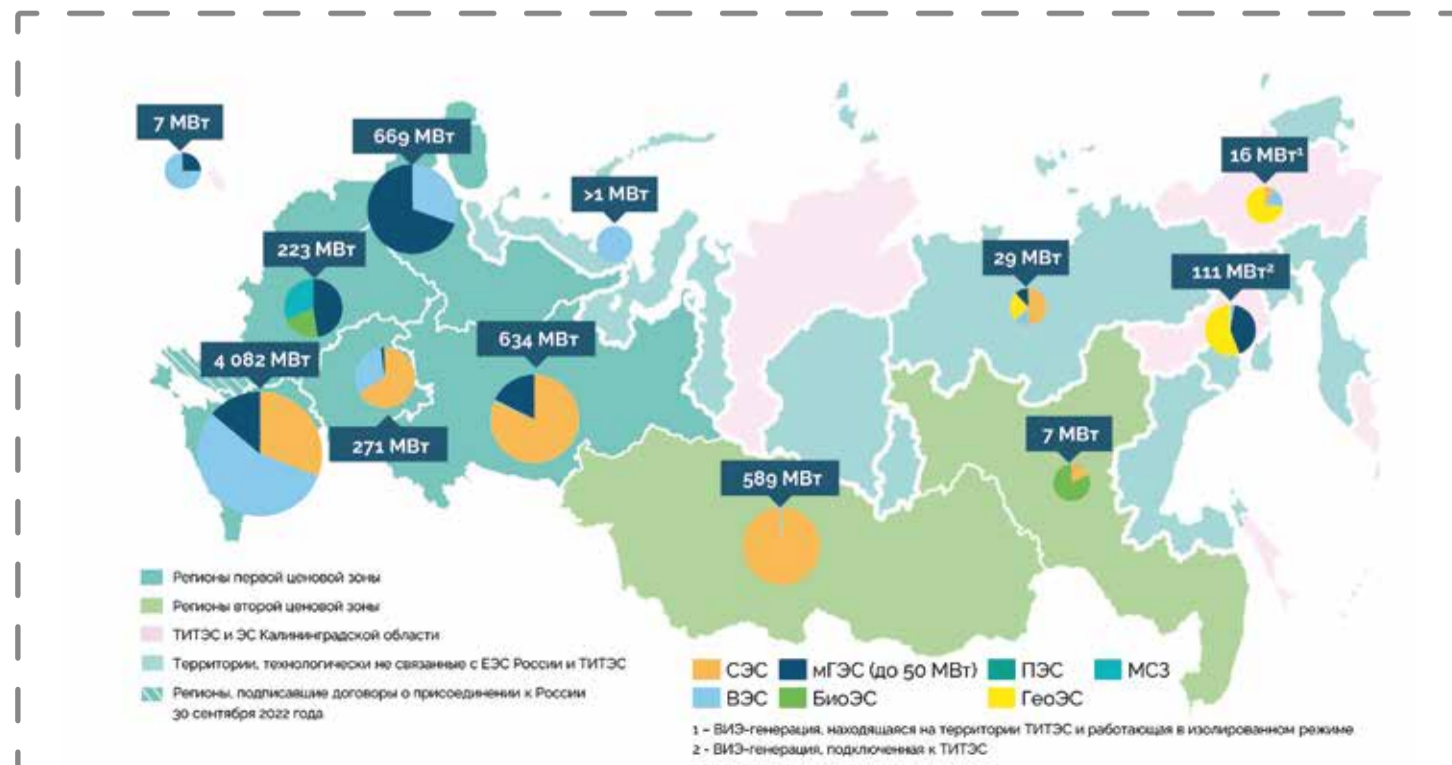 7 МВт
669 МВт
>1 МВт
16 МВт¹
223 МВт
29 МВт
111 МВт²
4 082 МВт
634 МВт
271 МВт
7 МВт
589 МВт
Регионы первой ценовой зоны
Регионы второй ценовой зоны
ТИТЭС и ЭС Калининградской области
Территории, технологически не связанные с ЕЭС России и ТИТЭС
Регионы, подписавшие договоры о присоединении к России
30 сентября 2022 года
СЭС мГЭС (до 50 МВт) ПЭС МСЗ
ВЭС БиоЭС ГеоЭС
1 – ВИЭ-генерация, находящаяся на территории ТИТЭС и работающая в изолированном режиме
2 - ВИЭ-генерация, подключенная к ТИТЭС